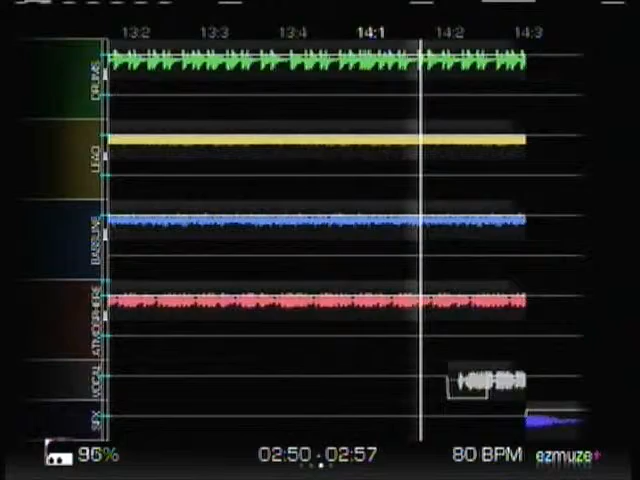 13:2 13:3 13:4 14:1 14:2 14:3
DRUMS
LEAD
BASSLINE
ATMOSPHERE
VOCAL
SFX
96% 02:50 - 02:57 80 BPM ezmuze+